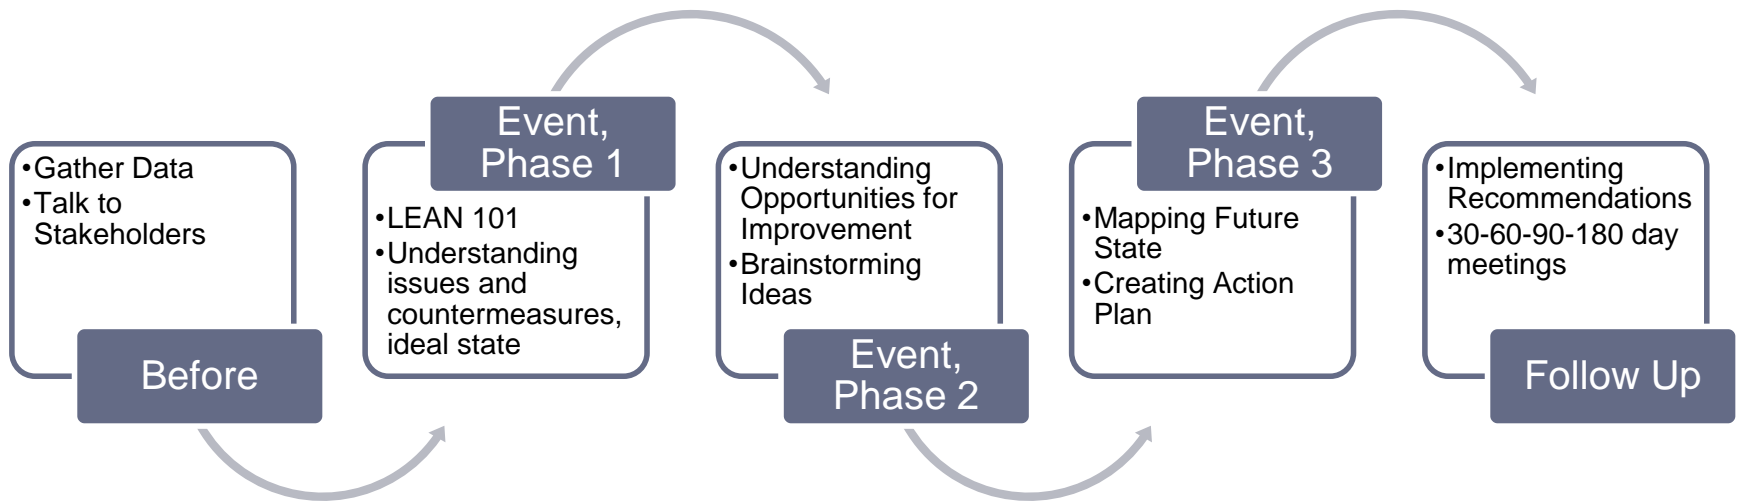 •Gather Data
•Talk to
Stakeholders
Before
Event,
Phase 1
•LEAN 101
•Understanding
issues and
countermeasures,
ideal state
•Understanding
Opportunities for
Improvement
•Brainstorming
Ideas
Event,
Phase 2
Event,
Phase 3
•Mapping Future
State
•Creating Action
Plan
•Implementing
Recommendations
•30-60-90-180 day
meetings
Follow Up